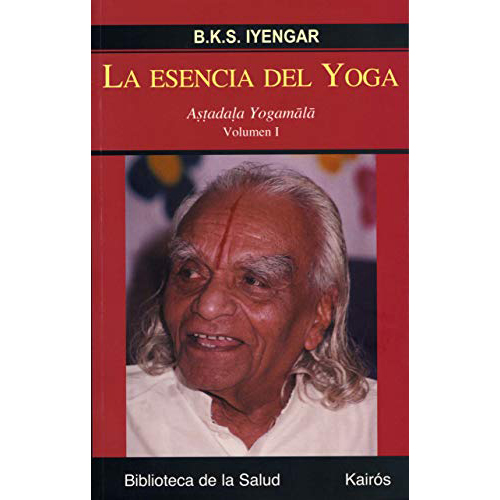 B.K.S. IYENGAR
LA ESENCIA DEL YOGA
Aṣṭadaḷa Yogamālā
Volumen I
Biblioteca de la Salud Kairós